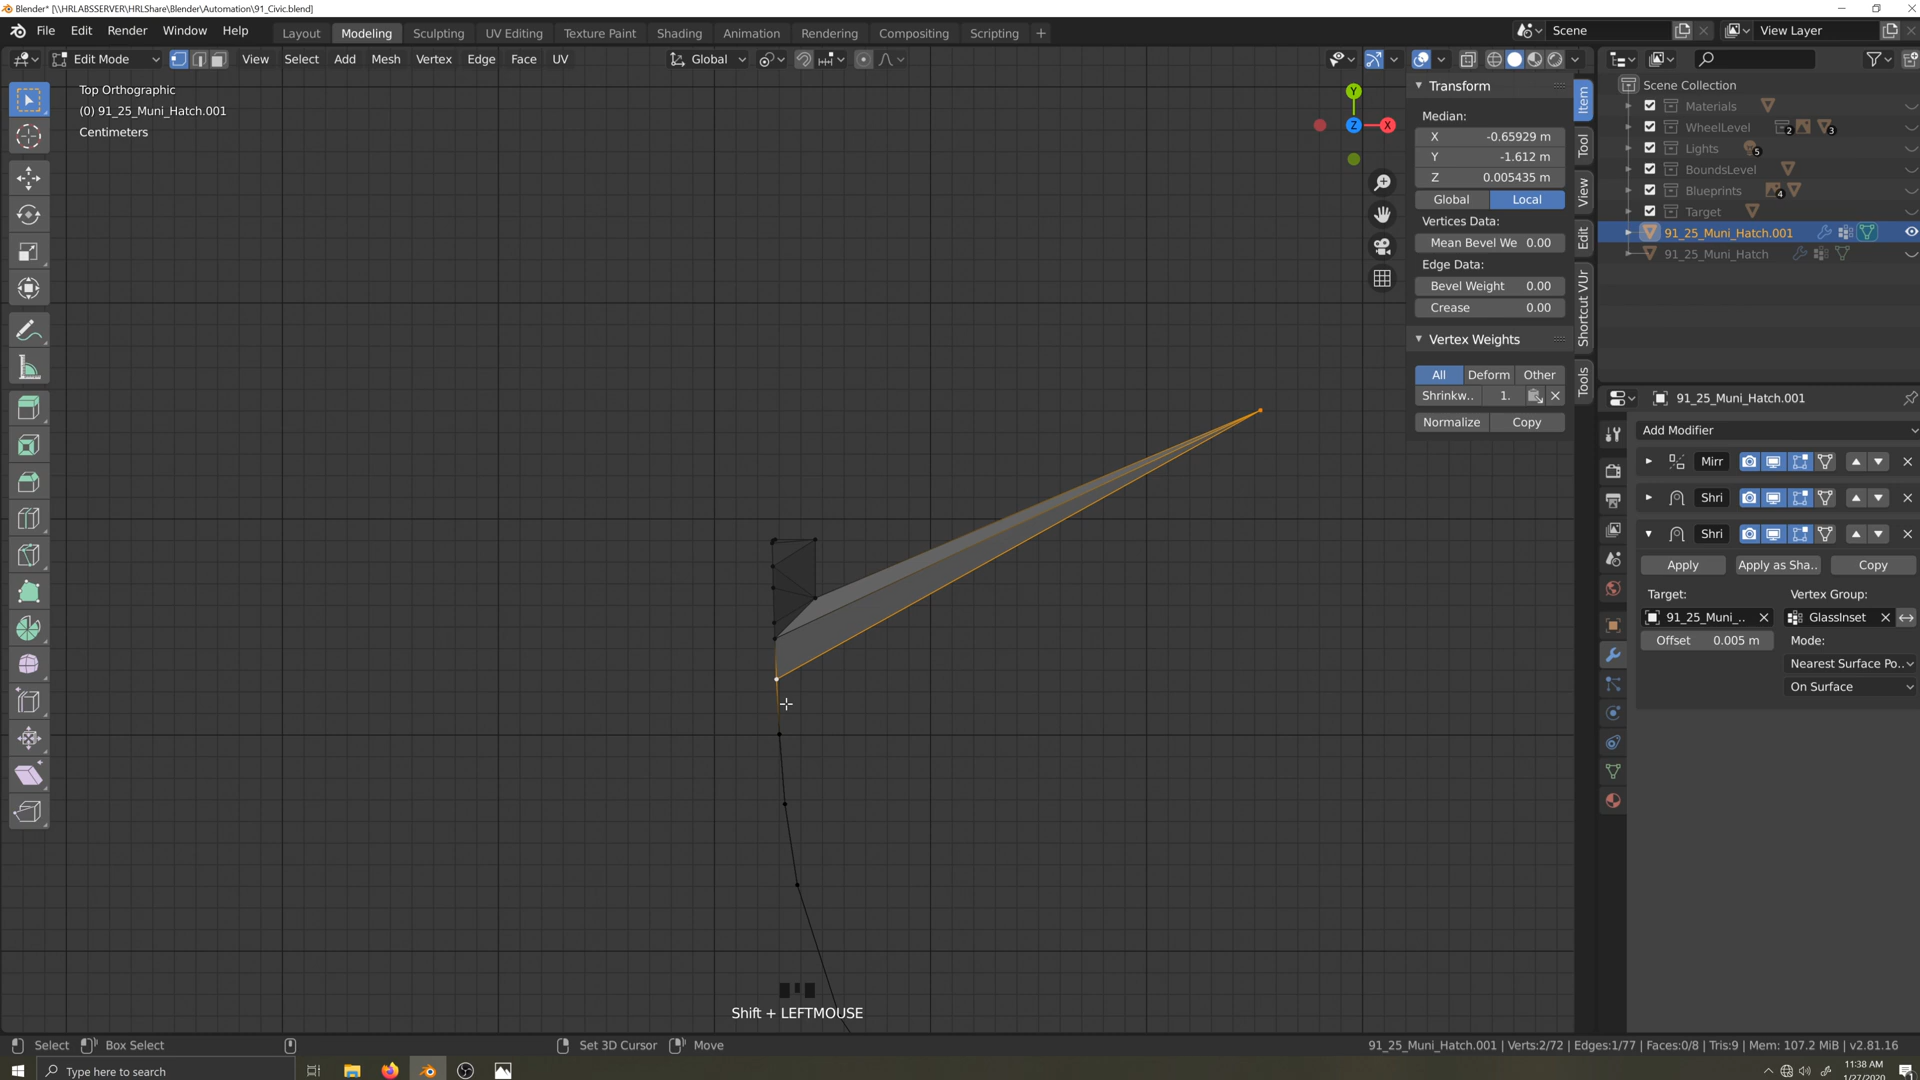 Blender* [\\HRLABSSERVER\HRLShare\Blender\Automation\91_Civic.blend]
File Edit Render Window Help
Layout Modeling Sculpting UV Editing Texture Paint Shading Animation Rendering Compositing Scripting +
Scene View Layer
Edit Mode View Select Add Mesh Vertex Edge Face UV Global
Top Orthographic
(0) 91_25_Muni_Hatch.001
Centimeters
Y
X
Z
Transform
Median:
X -0.65929 m
Y -1.612 m
Z 0.005435 m
Global Local
Vertices Data:
Mean Bevel We 0.00
Edge Data:
Bevel Weight 0.00
Crease 0.00
Vertex Weights
All Deform Other
Shrinkw.. 1.
Normalize Copy
Item
Tool
View
Edit
Shortcut VUr
Tools
Scene Collection
Materials
WheelLevel 2 3
Lights 5
BoundsLevel
Blueprints 4
Target
91_25_Muni_Hatch.001
91_25_Muni_Hatch
91_25_Muni_Hatch.001
Add Modifier
Mirr
Shri
Shri
Apply Apply as Sha.. Copy
Target: Vertex Group:
91_25_Muni_.. GlassInset
Offset 0.005 m Mode:
Nearest Surface Po..
On Surface
Shift + LEFTMOUSE
Select Box Select Set 3D Cursor Move
91_25_Muni_Hatch.001 | Verts:2/72 | Edges:1/77 | Faces:0/8 | Tris:9 | Mem: 107.2 MiB | v2.81.16
Type here to search
11:38 AM
1/27/2020